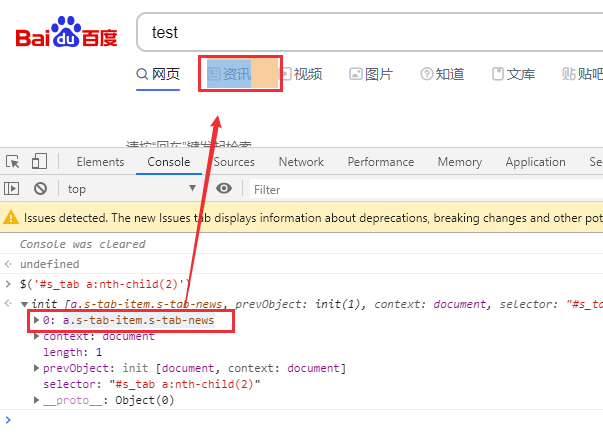 Bai du 百度
test
网页 资讯 视频 图片 知道 文库 贴 贴吧
请按“回车”键发起检索
Elements Console Sources Network Performance Memory Application Se
top Filter
Issues detected. The new Issues tab displays information about deprecations, breaking changes and other pot
Console was cleared
undefined
$('#s_tab a:nth-child(2)')
init [a.s-tab-item.s-tab-news, prevObject: init(1), context: document, selector: "#s_ta
0: a.s-tab-item.s-tab-news
context: document
length: 1
prevObject: init [document, context: document]
selector: "#s_tab a:nth-child(2)"
__proto__: Object(0)